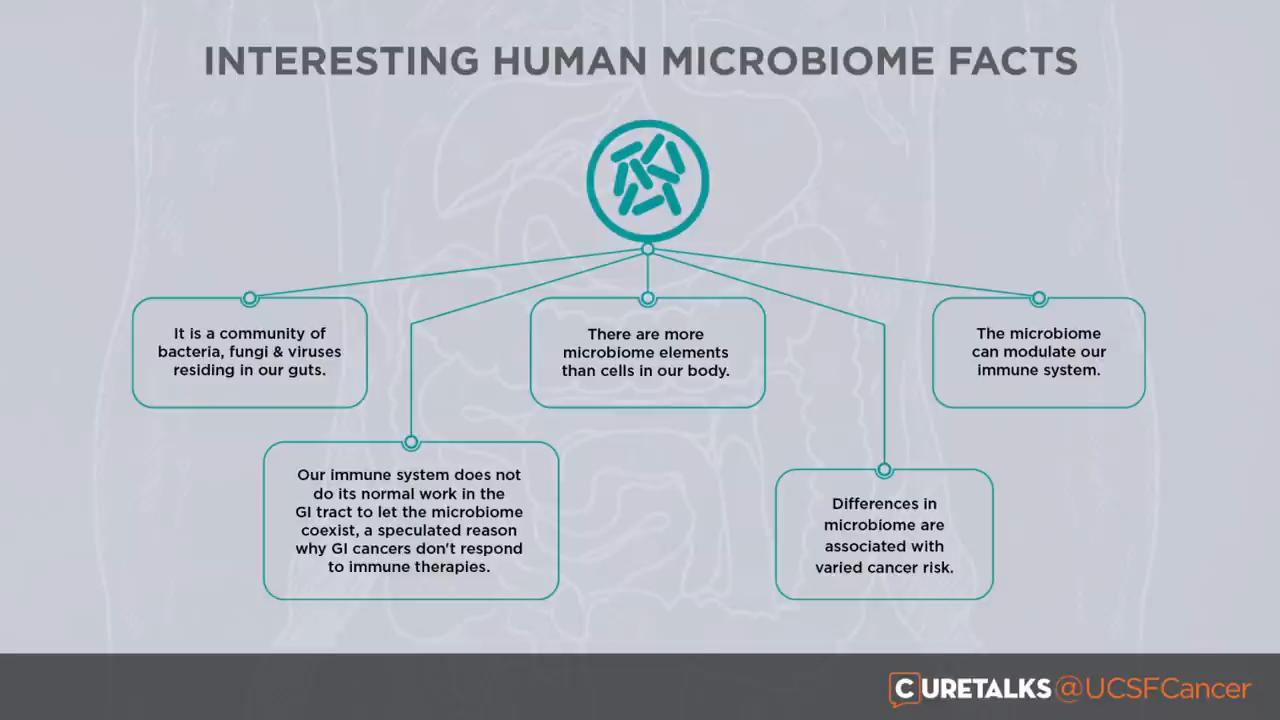 INTERESTING HUMAN MICROBIOME FACTS
It is a community of
bacteria, fungi & viruses
residing in our guts.
There are more
microbiome elements
than cells in our body.
The microbiome
can modulate our
immune system.
Our immune system does not
do its normal work in the
GI tract to let the microbiome
coexist, a speculated reason
why GI cancers don't respond
to immune therapies.
Differences in
microbiome are
associated with
varied cancer risk.
CURETALKS@UCSFCancer